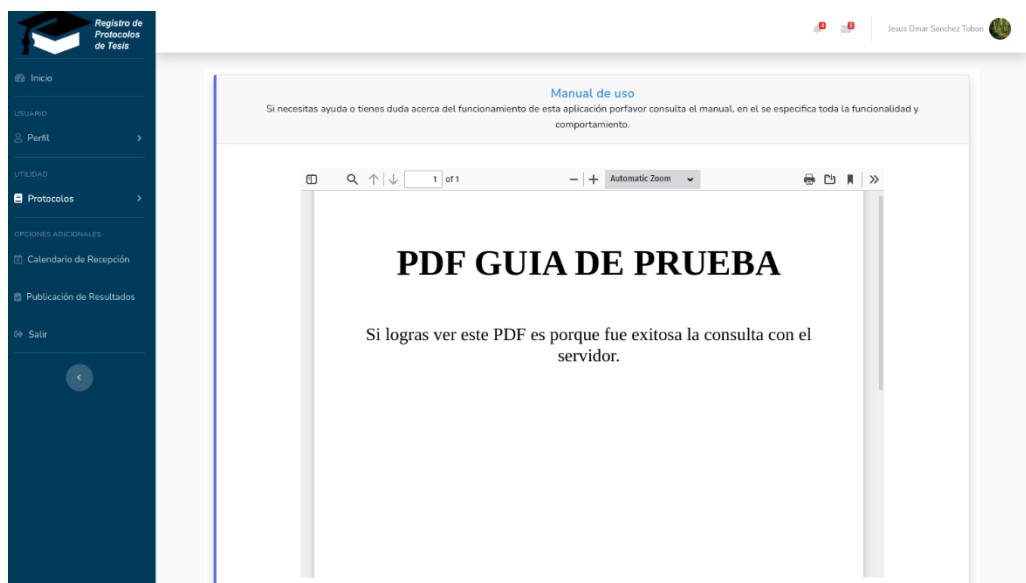 Registro de
Protocolos
de Tesis
Jesus Omar Sanchez Tobon
Inicio
USUARIO
Perfil
UTILIDAD
Protocolos
OPCIONES ADICIONALES
Calendario de Recepción
Publicación de Resultados
Salir
Manual de uso
Si necesitas ayuda o tienes duda acerca del funcionamiento de esta aplicación porfavor consulta el manual, en el se especifica toda la funcionalidad y
comportamiento.
1 of 1
Automatic Zoom
PDF GUIA DE PRUEBA
Si logras ver este PDF es porque fue exitosa la consulta con el
servidor.